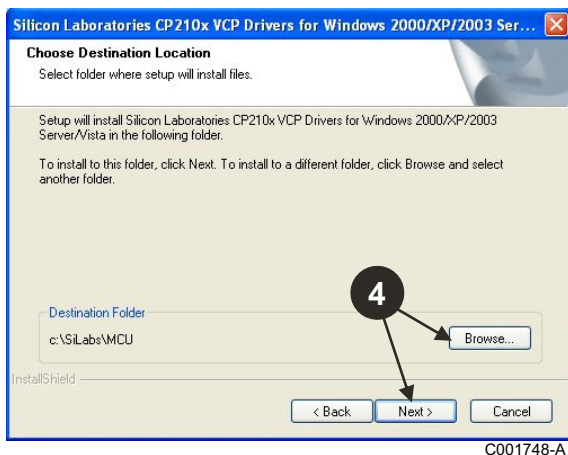 Silicon Laboratories CP210x VCP Drivers for Windows 2000/XP/2003 Ser...
Choose Destination Location
Select folder where setup will install files.
Setup will install Silicon Laboratories CP210x VCP Drivers for Windows 2000/XP/2003
Server/Vista in the following folder.
To install to this folder, click Next. To install to a different folder, click Browse and select
another folder.
4
Destination Folder
c:\SiLabs\MCU
Browse...
InstallShield
< Back
Next >
Cancel
C001748-A